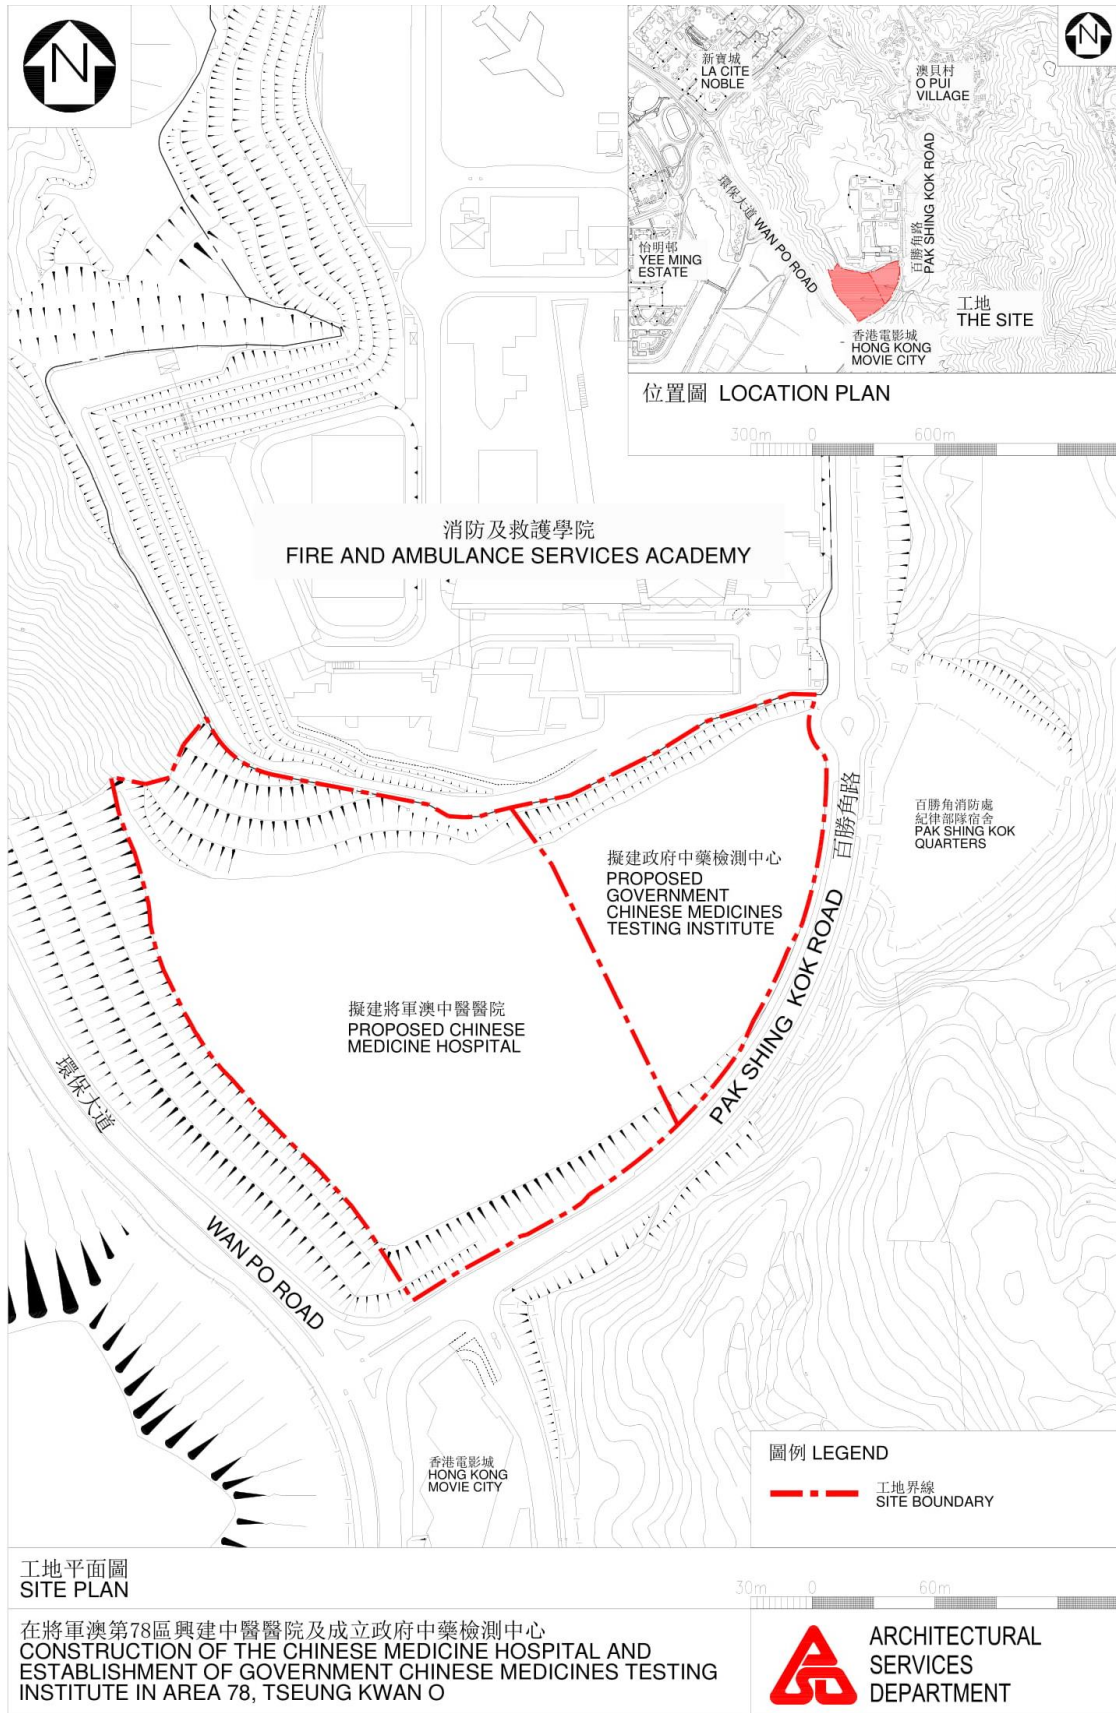 N
N
新寶城
LA CITE
NOBLE
澳貝村
O PUI
VILLAGE
環保大道 WAN PO ROAD
百勝角路
PAK SHING KOK ROAD
怡明邨
YEE MING
ESTATE
工地
THE SITE
香港電影城
HONG KONG
MOVIE CITY
位置圖 LOCATION PLAN
300m 0 600m
消防及救護學院
FIRE AND AMBULANCE SERVICES ACADEMY
百勝角消防處
紀律部隊宿舍
PAK SHING KOK
QUARTERS
擬建政府中藥檢測中心
PROPOSED
GOVERNMENT
CHINESE MEDICINES
TESTING INSTITUTE
百勝角路
PAK SHING KOK ROAD
擬建將軍澳中醫醫院
PROPOSED CHINESE
MEDICINE HOSPITAL
環保大道
WAN PO ROAD
香港電影城
HONG KONG
MOVIE CITY
圖例 LEGEND
工地界線
SITE BOUNDARY
工地平面圖
SITE PLAN
30m 0 60m
在將軍澳第78區興建中醫醫院及成立政府中藥檢測中心
CONSTRUCTION OF THE CHINESE MEDICINE HOSPITAL AND
ESTABLISHMENT OF GOVERNMENT CHINESE MEDICINES TESTING
INSTITUTE IN AREA 78, TSEUNG KWAN O
ARCHITECTURAL
SERVICES
DEPARTMENT